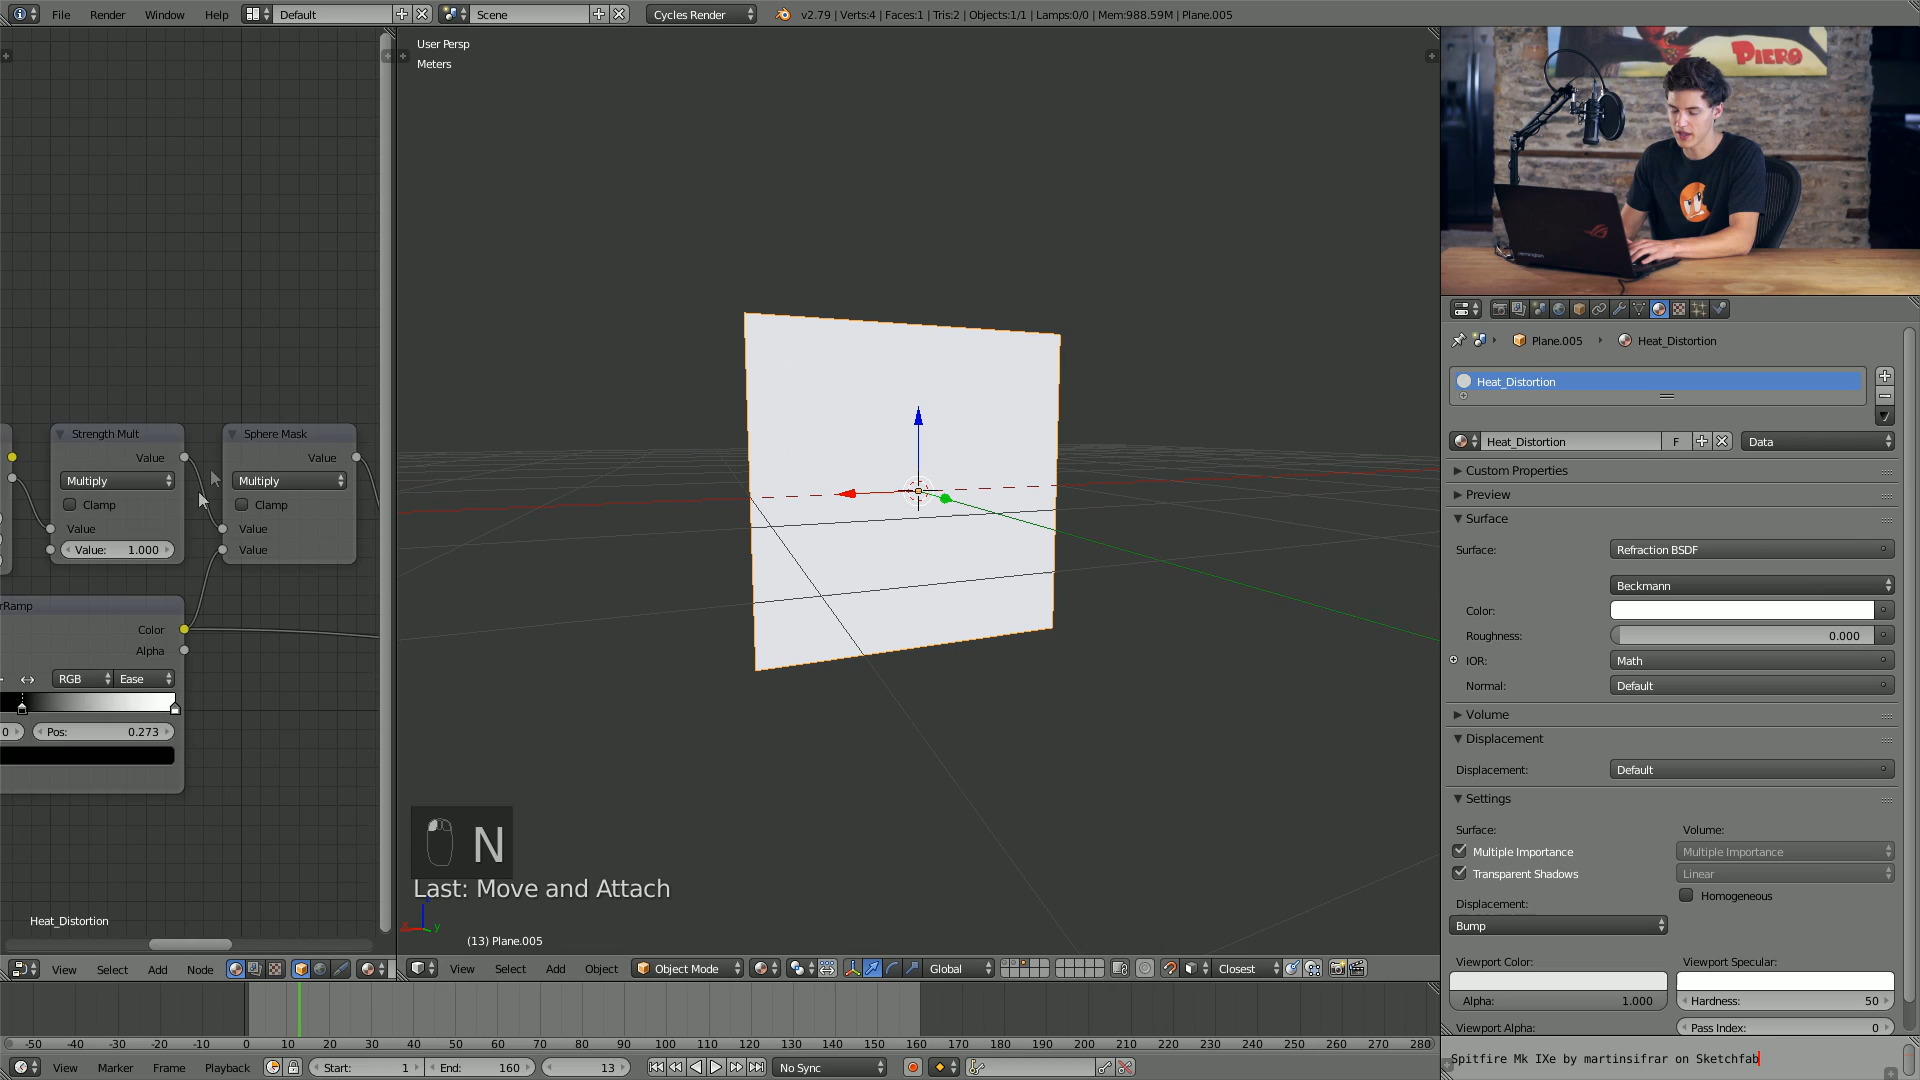 File Render Window Help Default Scene Cycles Render v2.79 | Verts:4 | Faces:1 | Tris:2 | Objects:1/1 | Lamps:0/0 | Mem:988.59M | Plane.005
User Persp
Meters
PIERO
Strength Mult
Value
Multiply
Clamp
Value
Value: 1.000
Sphere Mask
Value
Multiply
Clamp
Value
Value
rRamp
Color
Alpha
RGB Ease
0 Pos: 0.273
Heat_Distortion
N
Last: Move and Attach
(13) Plane.005
Plane.005 Heat_Distortion
Heat_Distortion
Heat_Distortion F Data
Custom Properties
Preview
Surface
Surface: Refraction BSDF
Beckmann
Color:
Roughness: 0.000
IOR: Math
Normal: Default
Volume
Displacement
Displacement: Default
Settings
Surface: Volume:
Multiple Importance Multiple Importance
Transparent Shadows Linear
Homogeneous
Displacement:
Bump
Viewport Color: Viewport Specular:
Alpha: 1.000 Hardness: 50
Viewport Alpha: Pass Index: 0
Spitfire Mk IXe by martinsifrar on Sketchfab
View Select Add Node
View Select Add Object Object Mode Global Closest
-50 -40 -30 -20 -10 0 10 20 30 40 50 60 70 80 90 100 110 120 130 140 150 160 170 180 190 200 210 220 230 240 250 260 270 280
View Marker Frame Playback Start: 1 End: 160 13 No Sync